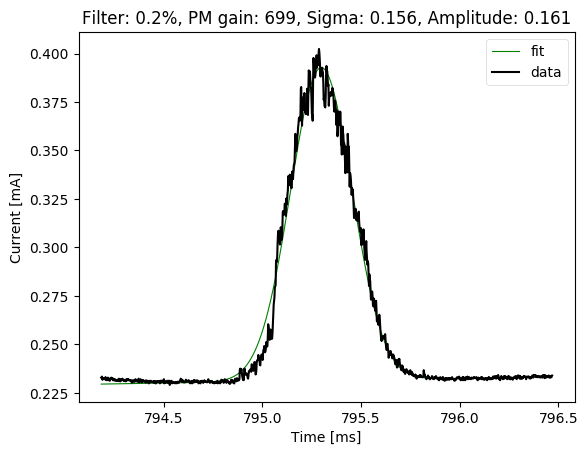 Filter: 0.2%, PM gain: 699, Sigma: 0.156, Amplitude: 0.161
fit
data
Current [mA]
0.400
0.375
0.350
0.325
0.300
0.275
0.250
0.225
794.5 795.0 795.5 796.0 796.5
Time [ms]